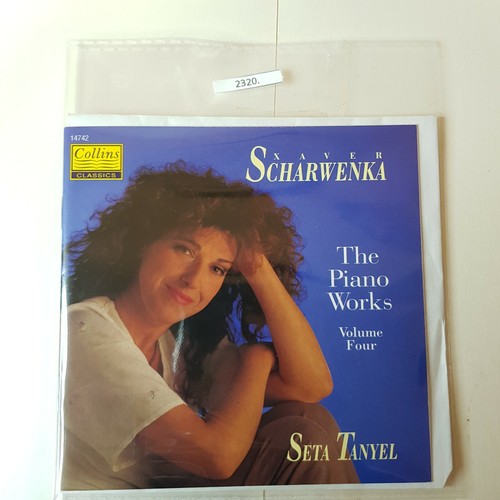 2320.
14742
Collins
CLASSICS
XAVER
SCHARWENKA
The
Piano
Works
Volume
Four
SETA TANYEL